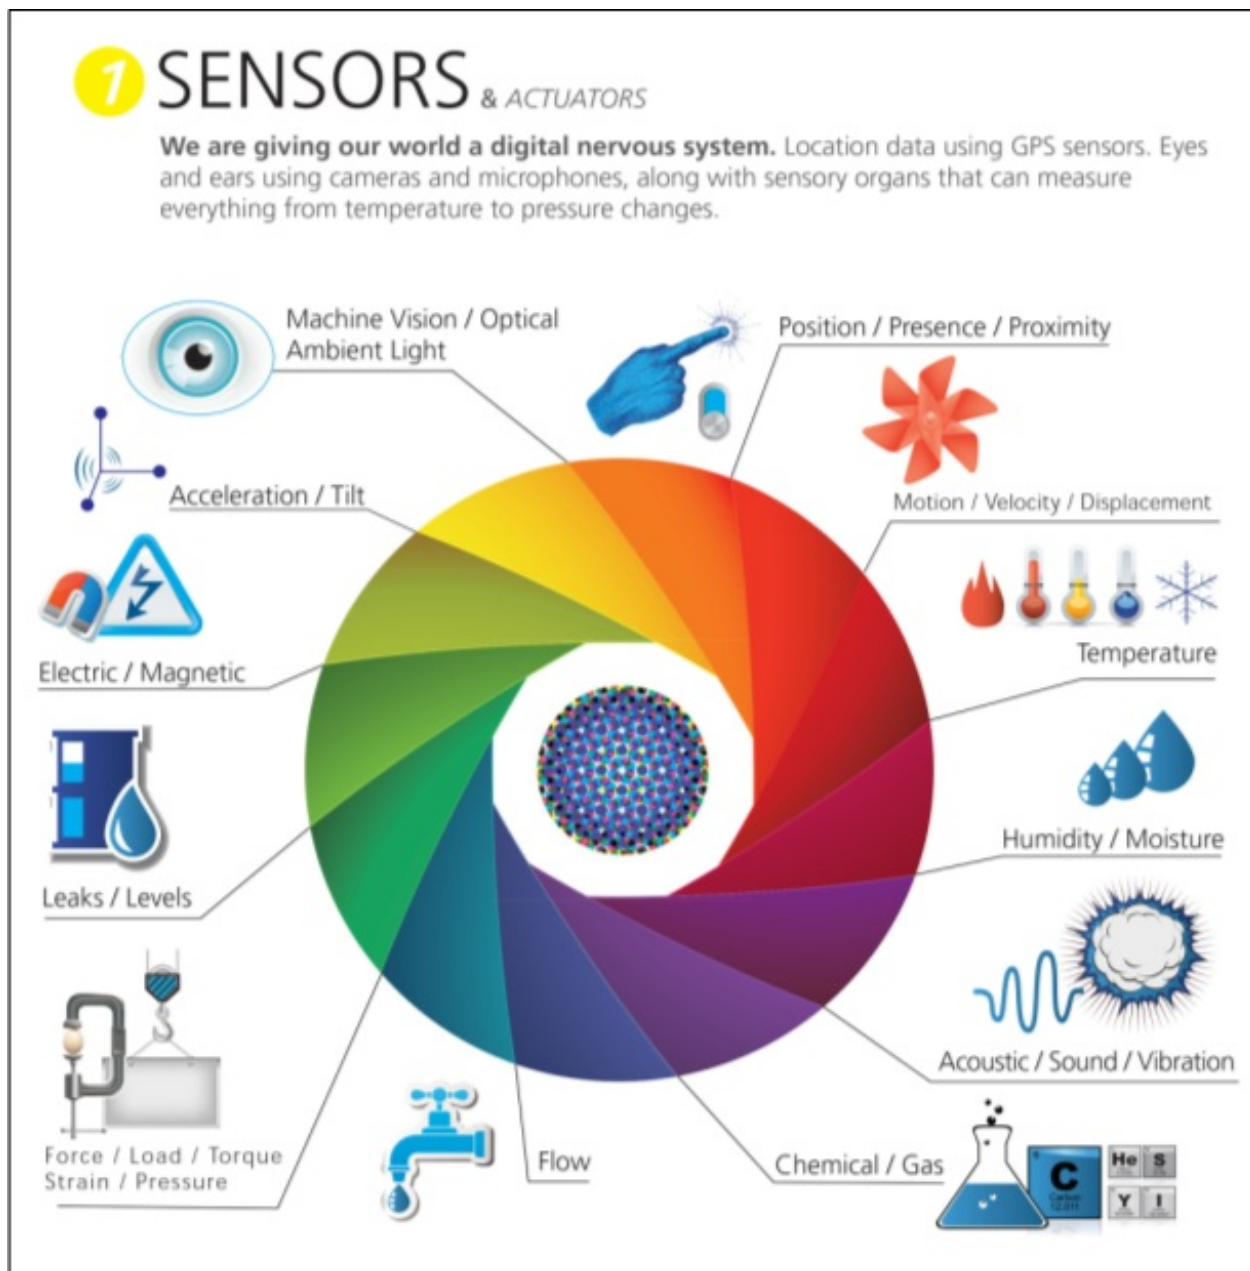 1 SENSORS & ACTUATORS
We are giving our world a digital nervous system. Location data using GPS sensors. Eyes
and ears using cameras and microphones, along with sensory organs that can measure
everything from temperature to pressure changes.
Machine Vision / Optical
Ambient Light
Position / Presence / Proximity
Acceleration / Tilt
Motion / Velocity / Displacement
Electric / Magnetic
Temperature
Leaks / Levels
Humidity / Moisture
Acoustic / Sound / Vibration
Force / Load / Torque
Strain / Pressure
Flow
Chemical / Gas
C
Carbon
12.011
He S
Y I